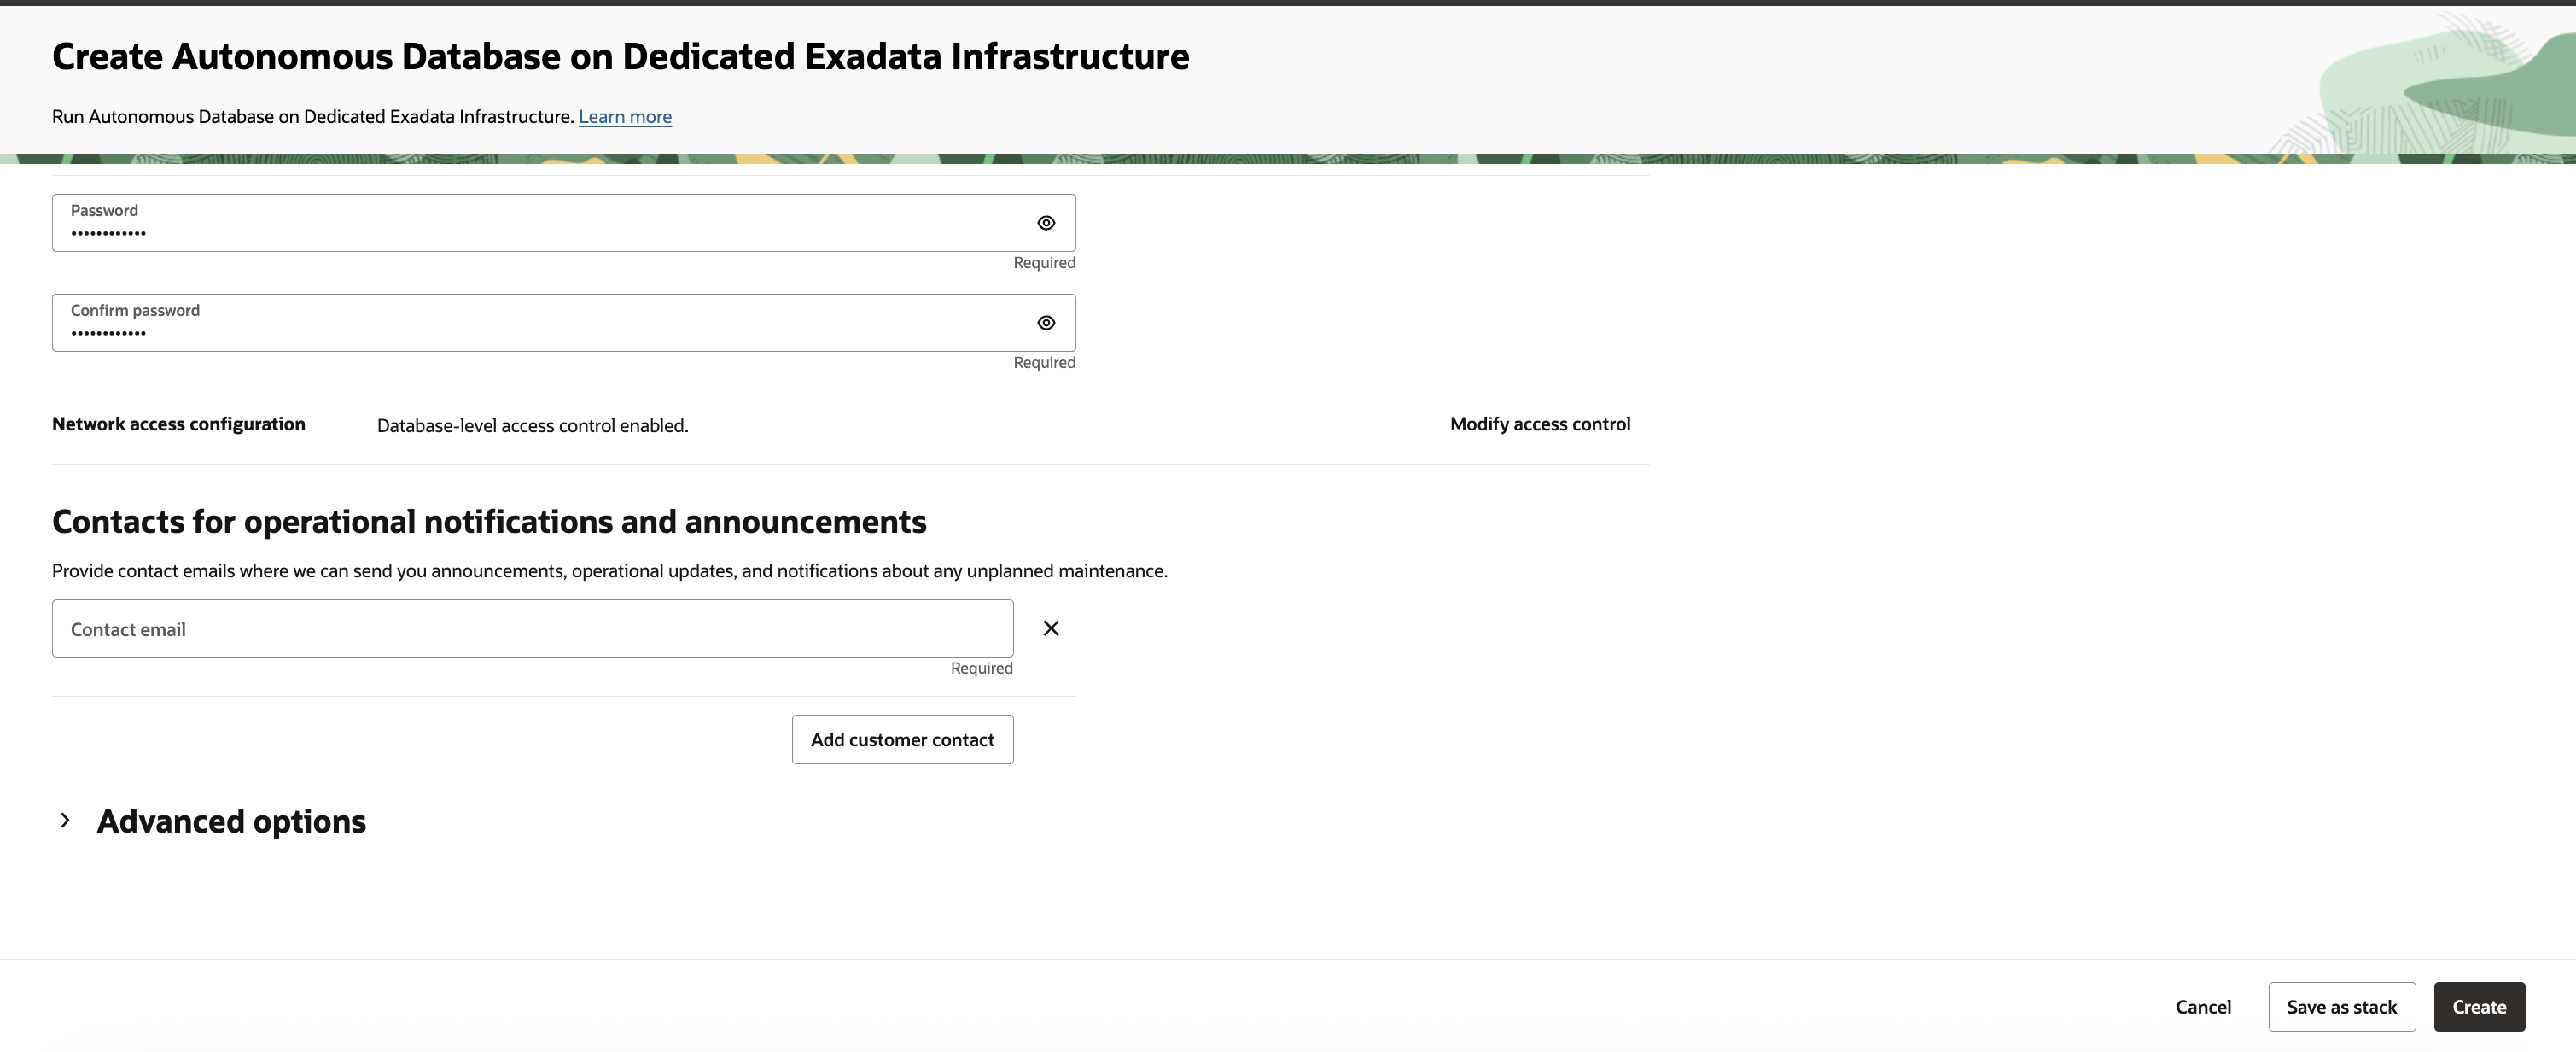 Create Autonomous Database on Dedicated Exadata Infrastructure
Run Autonomous Database on Dedicated Exadata Infrastructure. Learn more
Password
••••••••••••
Required
Confirm password
••••••••••••
Required
Network access configuration Database-level access control enabled. Modify access control
Contacts for operational notifications and announcements
Provide contact emails where we can send you announcements, operational updates, and notifications about any unplanned maintenance.
Contact email
Required
Add customer contact
Advanced options
Cancel Save as stack Create